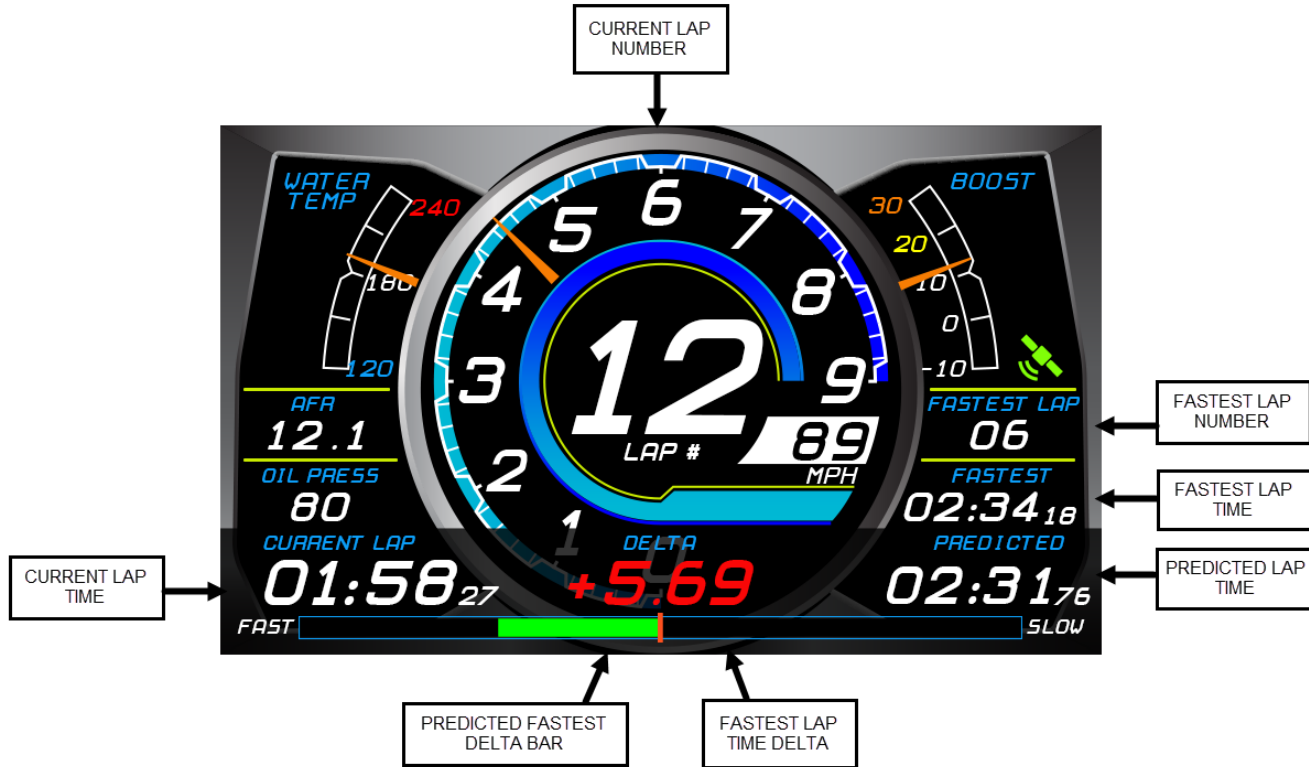 CURRENT LAP
NUMBER
WATER
TEMP
240
180
120
AFR
12.1
OIL PRESS
80
CURRENT LAP
01:58 27
0
1
2
3
4
5
6
7
8
9
12
LAP #
89
MPH
DELTA
+5.69
BOOST
30
20
10
0
-10
FASTEST LAP
06
FASTEST
02:34 18
PREDICTED
02:31 76
FAST
SLOW
FASTEST LAP
NUMBER
FASTEST LAP
TIME
PREDICTED LAP
TIME
CURRENT LAP
TIME
PREDICTED FASTEST
DELTA BAR
FASTEST LAP
TIME DELTA